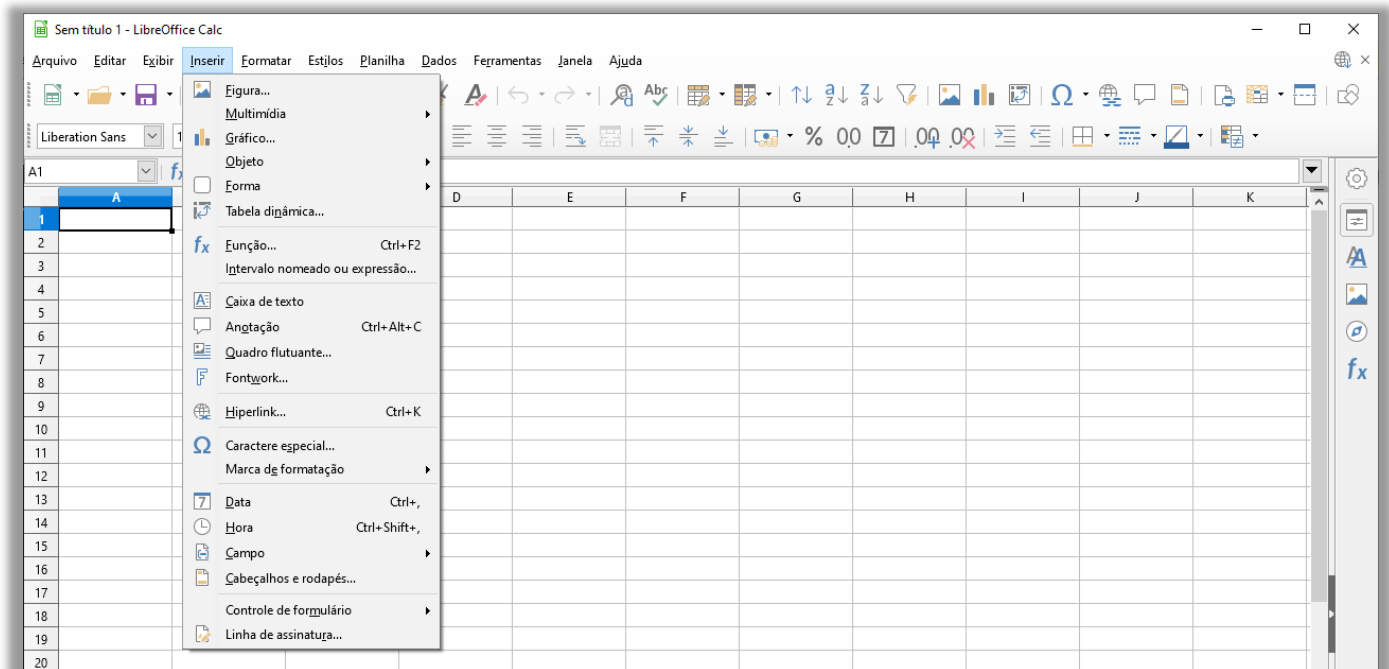 Sem título 1 - LibreOffice Calc
Arquivo Editar Exibir Inserir Formatar Estilos Planilha Dados Ferramentas Janela Ajuda
Liberation Sans
A1
A D E F G H I J K
Figura...
Multimídia
Gráfico...
Objeto
Forma
Tabela dinâmica...
Função... Ctrl+F2
Intervalo nomeado ou expressão...
Caixa de texto
Anotação Ctrl+Alt+C
Quadro flutuante...
Fontwork...
Hiperlink... Ctrl+K
Caractere especial...
Marca de formatação
Data Ctrl+,
Hora Ctrl+Shift+,
Campo
Cabeçalhos e rodapés...
Controle de formulário
Linha de assinatura...
1
2
3
4
5
6
7
8
9
10
11
12
13
14
15
16
17
18
19
20